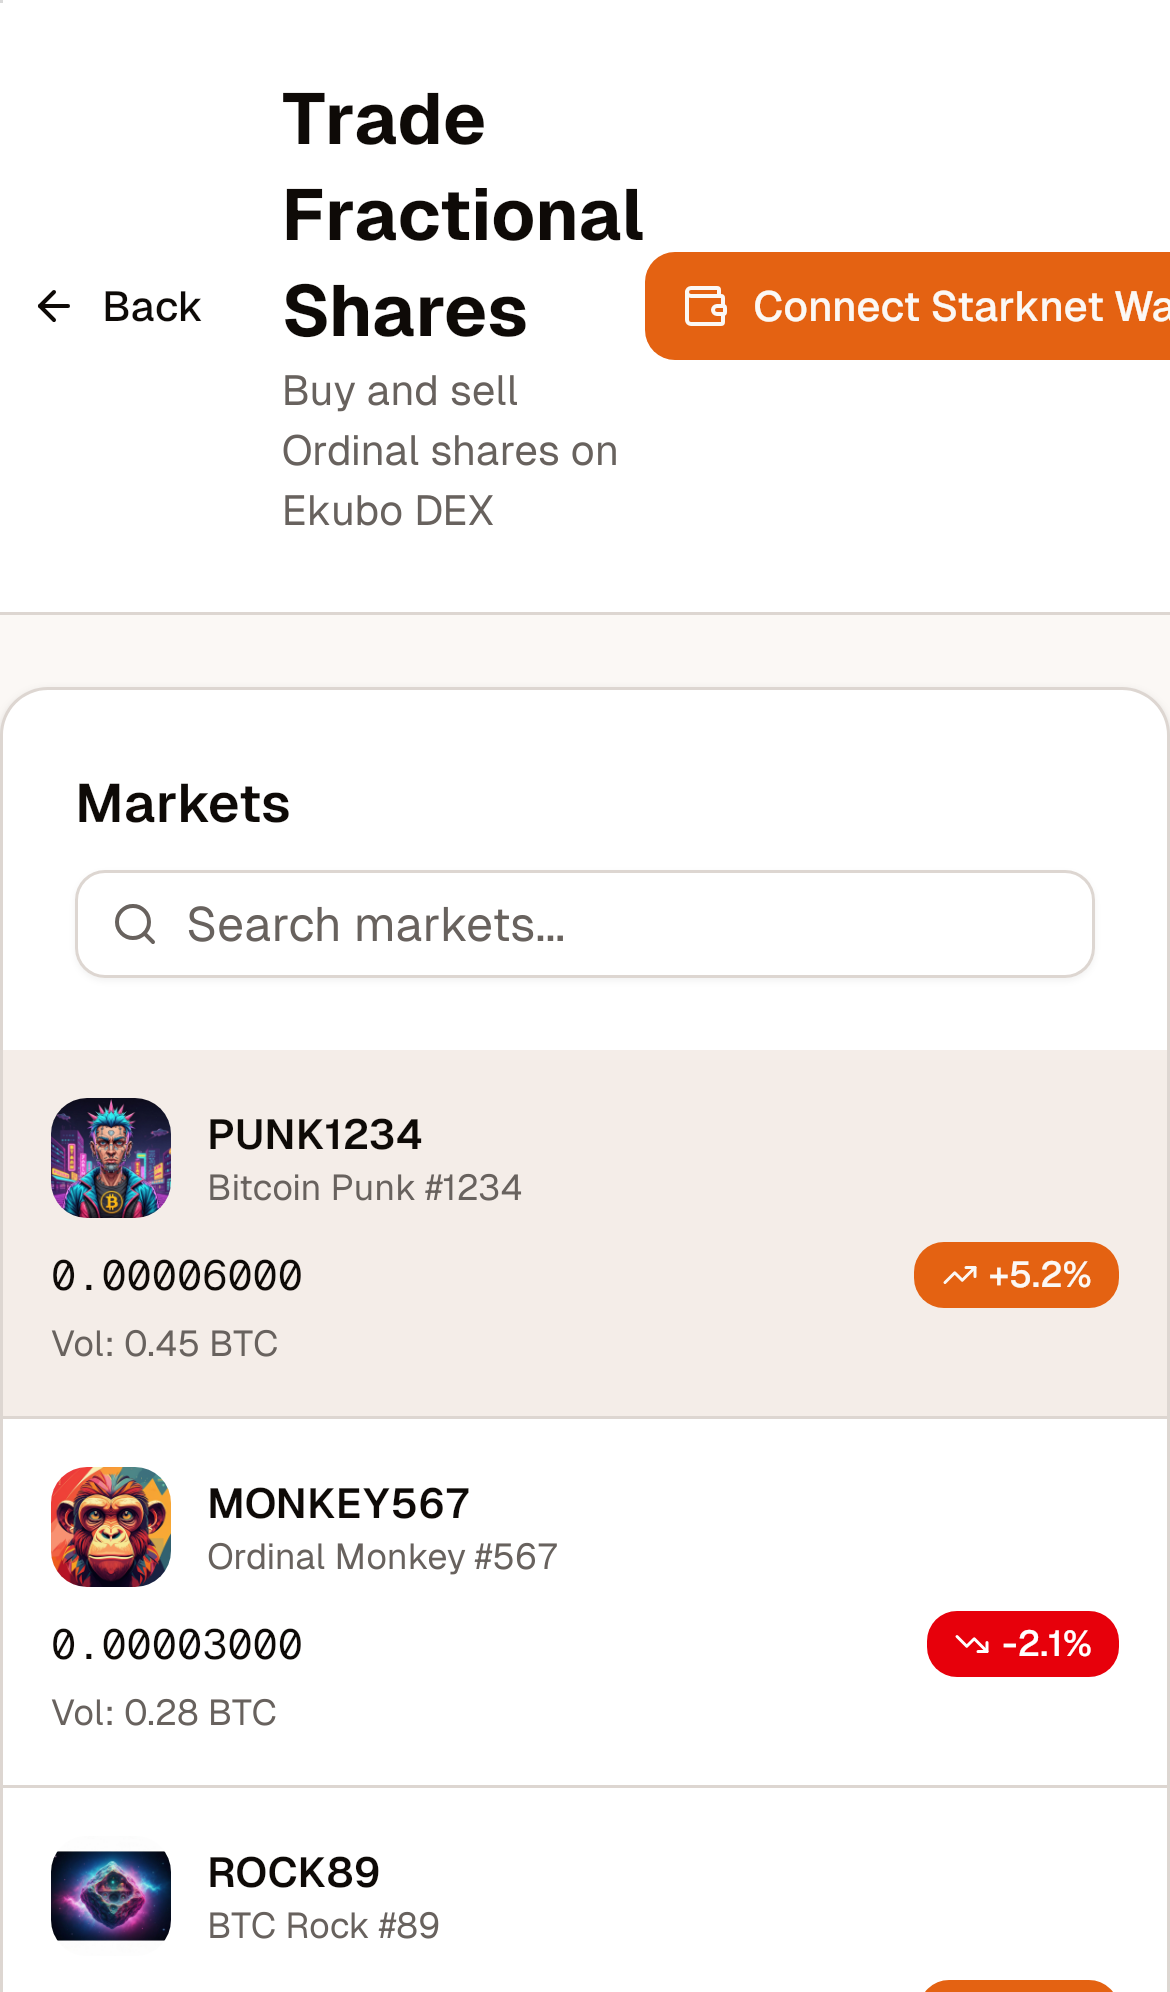 Trade
Fractional
Shares
Back
Connect Starknet Wa
Buy and sell
Ordinal shares on
Ekubo DEX
Markets
Search markets...
PUNK1234
Bitcoin Punk #1234
0.00006000
+5.2%
Vol: 0.45 BTC
MONKEY567
Ordinal Monkey #567
0.00003000
-2.1%
Vol: 0.28 BTC
ROCK89
BTC Rock #89